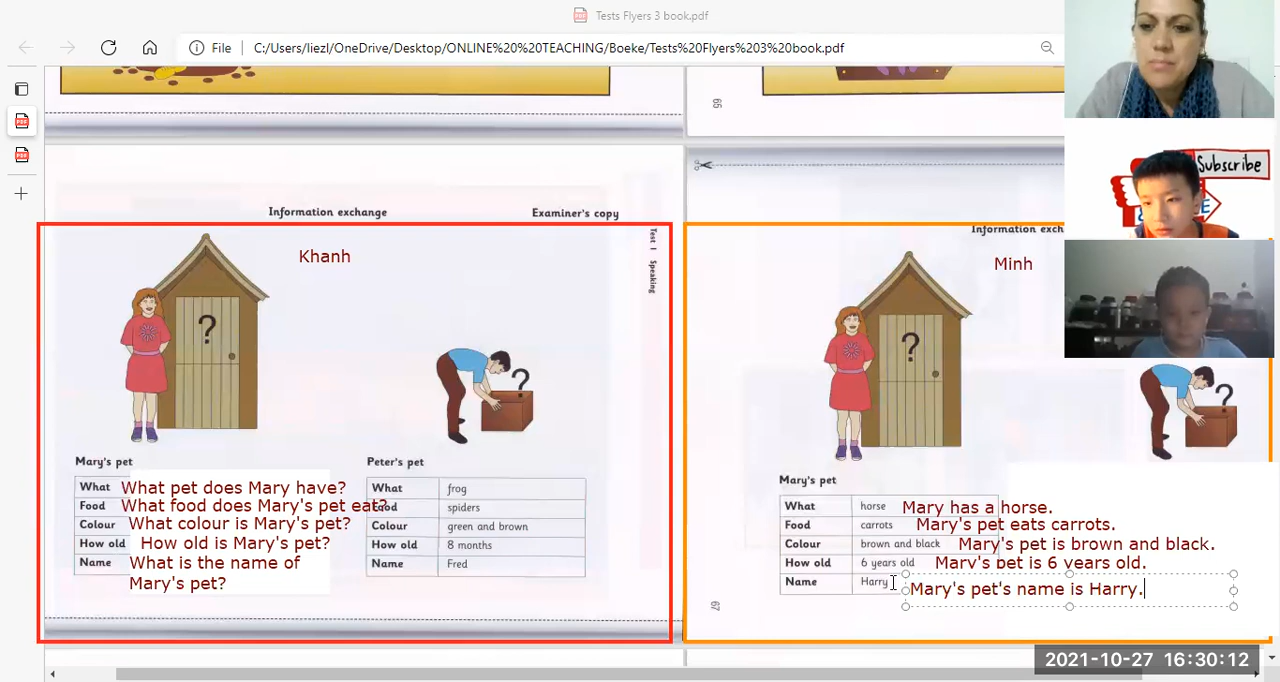 Tests Flyers 3 book.pdf
File
C:/Users/liezl/OneDrive/Desktop/ONLINE%20%20TEACHING/Boeke/Tests%20Flyers%203%20book.pdf
Subscribe
65
Information exchange
Examiner's copy
Test 1 Speaking
Khanh
Mary's pet
What What pet does Mary have?
Food What food does Mary's pet eat?
Colour What colour is Mary's pet?
How old How old is Mary's pet?
Name What is the name of
Mary's pet?
Peter's pet
What frog
spiders
Colour green and brown
How old 8 months
Name Fred
Information exch
Minh
Mary's pet
What horse Mary has a horse.
Food carrots Mary's pet eats carrots.
Colour brown and black Mary's pet is brown and black.
How old 6 years old Mary's pet is 6 years old.
Name Harry Mary's pet's name is Harry.
67
2021-10-27 16:30:12